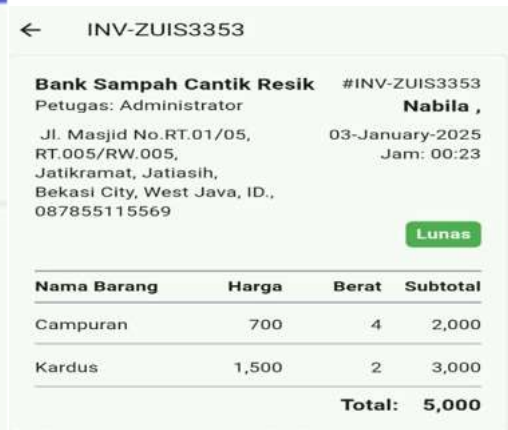 ← INV-ZUIS3353
Bank Sampah Cantik Resik #INV-ZUIS3353
Petugas: Administrator Nabila ,
Jl. Masjid No.RT.01/05, 03-January-2025
RT.005/RW.005, Jam: 00:23
Jatikramat, Jatiasih,
Bekasi City, West Java, ID.,
087855115569
Lunas
Nama Barang Harga Berat Subtotal
Campuran 700 4 2,000
Kardus 1,500 2 3,000
Total: 5,000